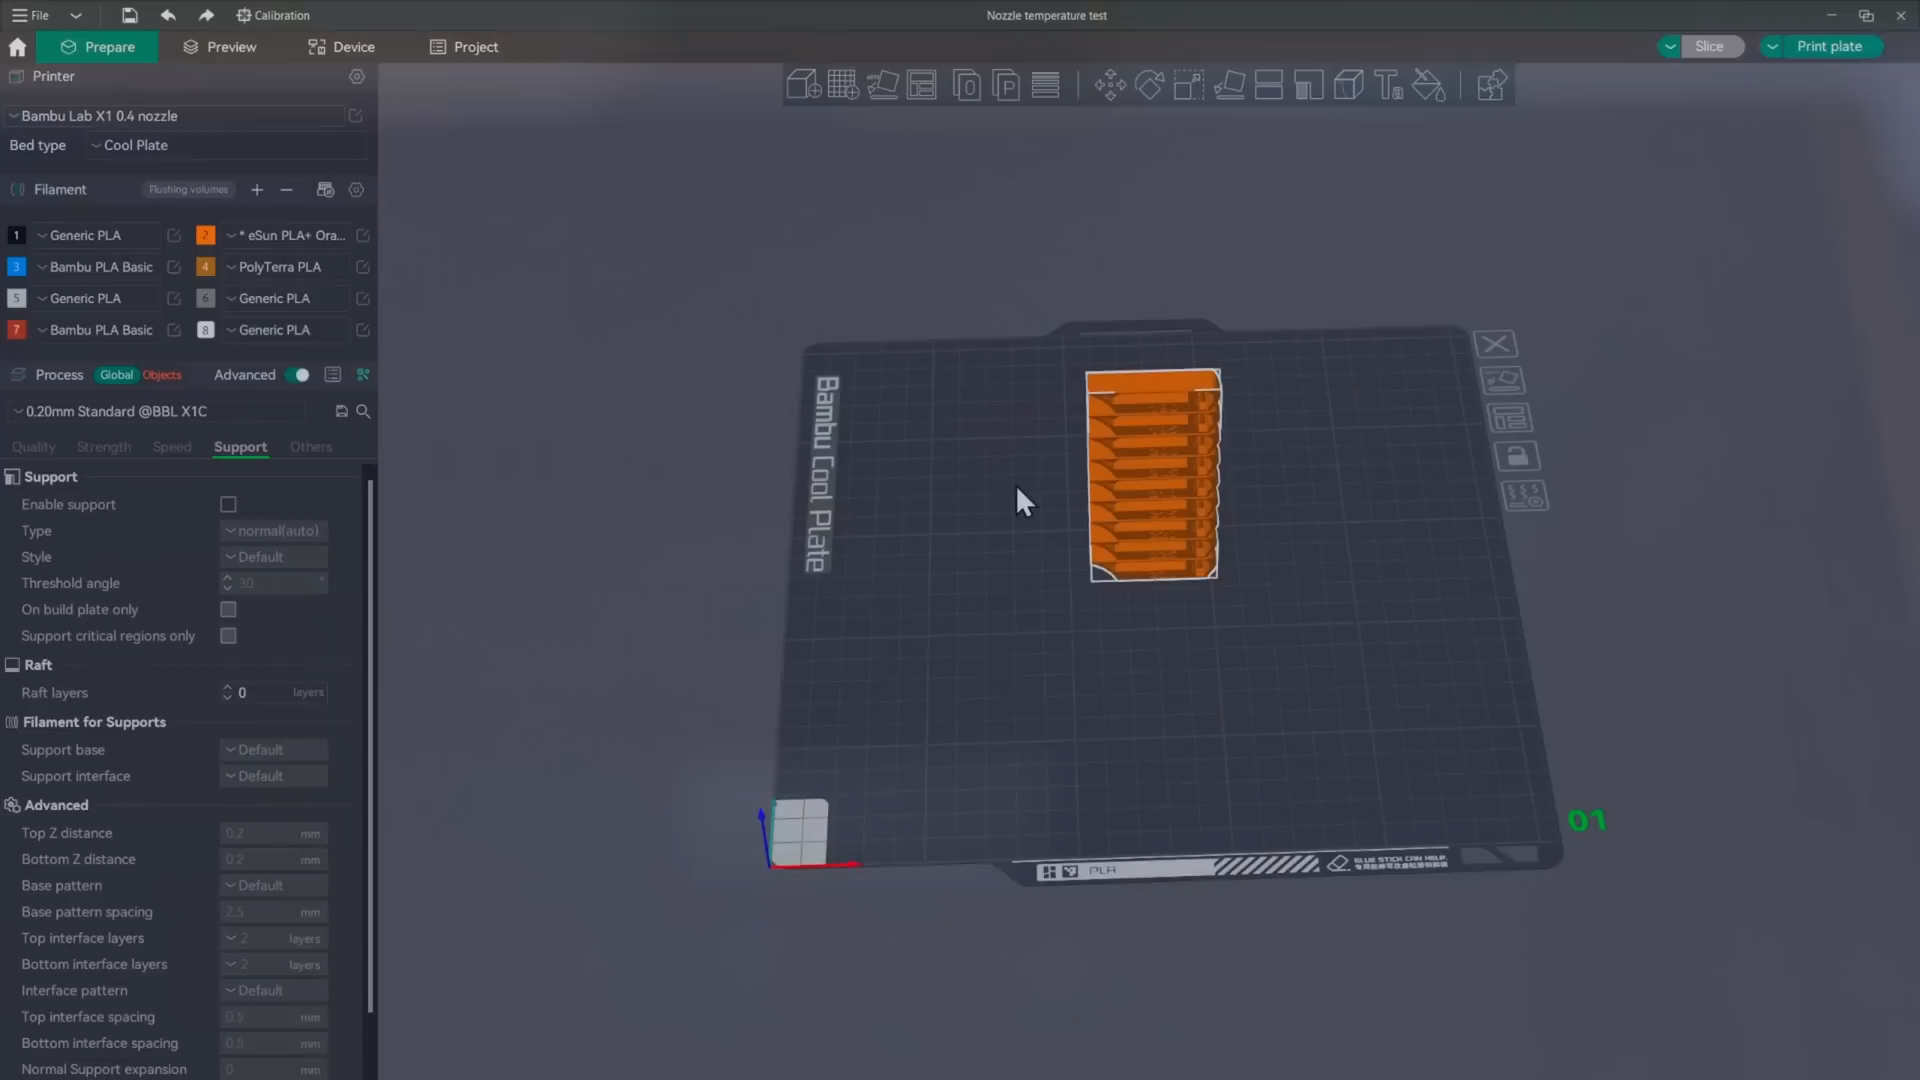 File
Calibration
Nozzle temperature test
Prepare
Preview
Device
Project
Slice
Print plate
Printer
Bambu Lab X1 0.4 nozzle
Bed type
Cool Plate
Filament
Flushing volumes
1 Generic PLA
2 * eSun PLA+ Ora...
3 Bambu PLA Basic
4 PolyTerra PLA
5 Generic PLA
6 Generic PLA
7 Bambu PLA Basic
8 Generic PLA
Process Global Objects Advanced
0.20mm Standard @BBL X1C
Quality Strength Speed Support Others
Support
Enable support
Type normal(auto)
Style Default
Threshold angle 30 °
On build plate only
Support critical regions only
Raft
Raft layers 0 layers
Filament for Supports
Support base Default
Support interface Default
Advanced
Top Z distance 0.2 mm
Bottom Z distance 0.2 mm
Base pattern Default
Base pattern spacing 2.5 mm
Top interface layers 2 layers
Bottom interface layers 2 layers
Interface pattern Default
Top interface spacing 0.5 mm
Bottom interface spacing 0.5 mm
Normal Support expansion 0 mm
Bambu Cool Plate
01
PLA
BLUE STICK CAN HELP.